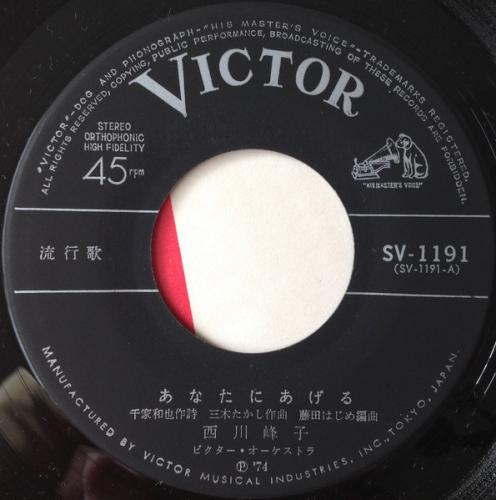 "VICTOR"-DOG AND PHONOGRAPH-"HIS MASTER'S VOICE"-TRADEMARKS REGISTERED.
ALL RIGHTS RESERVED, COPYING, PUBLIC PERFORMANCE, BROADCASTING OF THESE RECORDS ARE FORBIDDEN.
VICTOR
STEREO
ORTHOPHONIC
HIGH FIDELITY
45 rpm
"HIS MASTER'S VOICE"
流行歌
SV-1191
(SV-1191-A)
あなたにあげる
千家和也作詩 三木たかし作曲 藤田はじめ編曲
西川峰子
ビクター・オーケストラ
Ⓟ '74
MANUFACTURED BY VICTOR MUSICAL INDUSTRIES, INC., TOKYO, JAPAN.